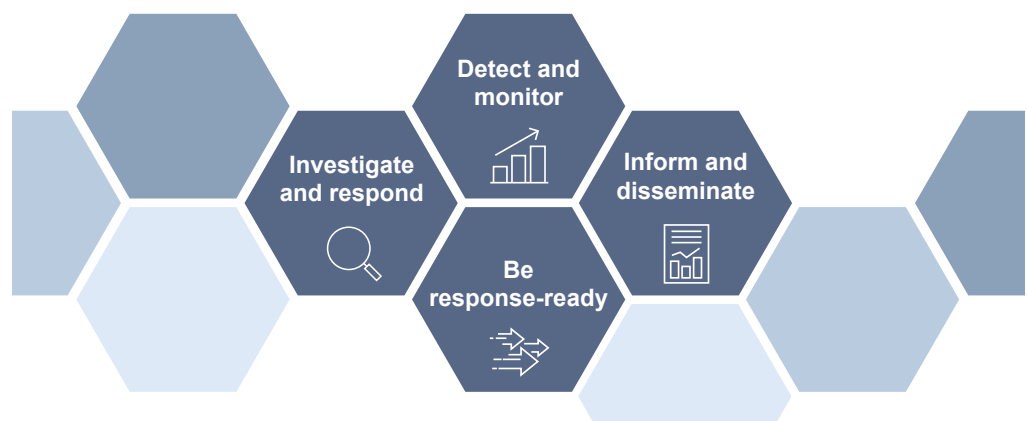 Detect and
monitor
Investigate
and respond
Inform and
disseminate
Be
response-ready